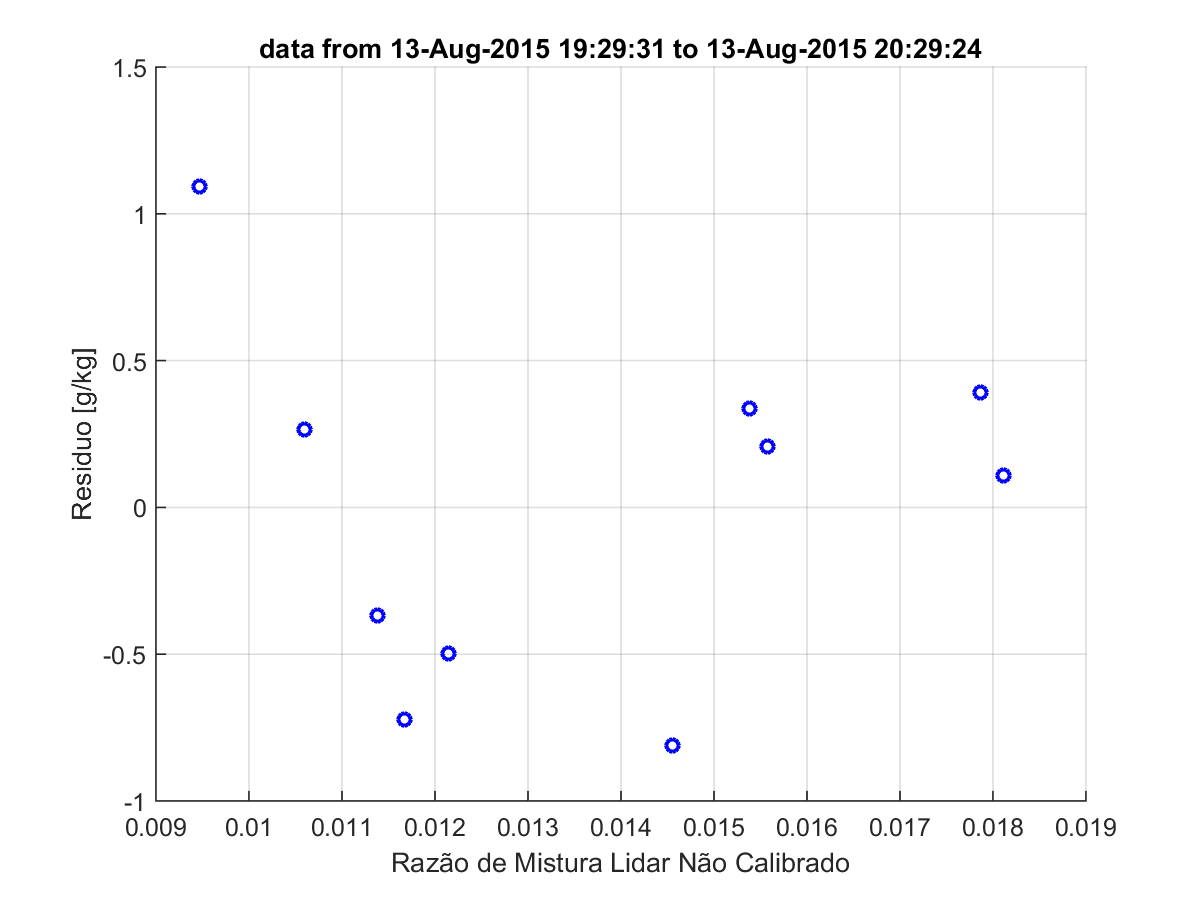 data from 13-Aug-2015 19:29:31 to 13-Aug-2015 20:29:24
1.5
1
0.5
0
-0.5
-1
Residuo [g/kg]
0.009 0.01 0.011 0.012 0.013 0.014 0.015 0.016 0.017 0.018 0.019
Razão de Mistura Lidar Não Calibrado